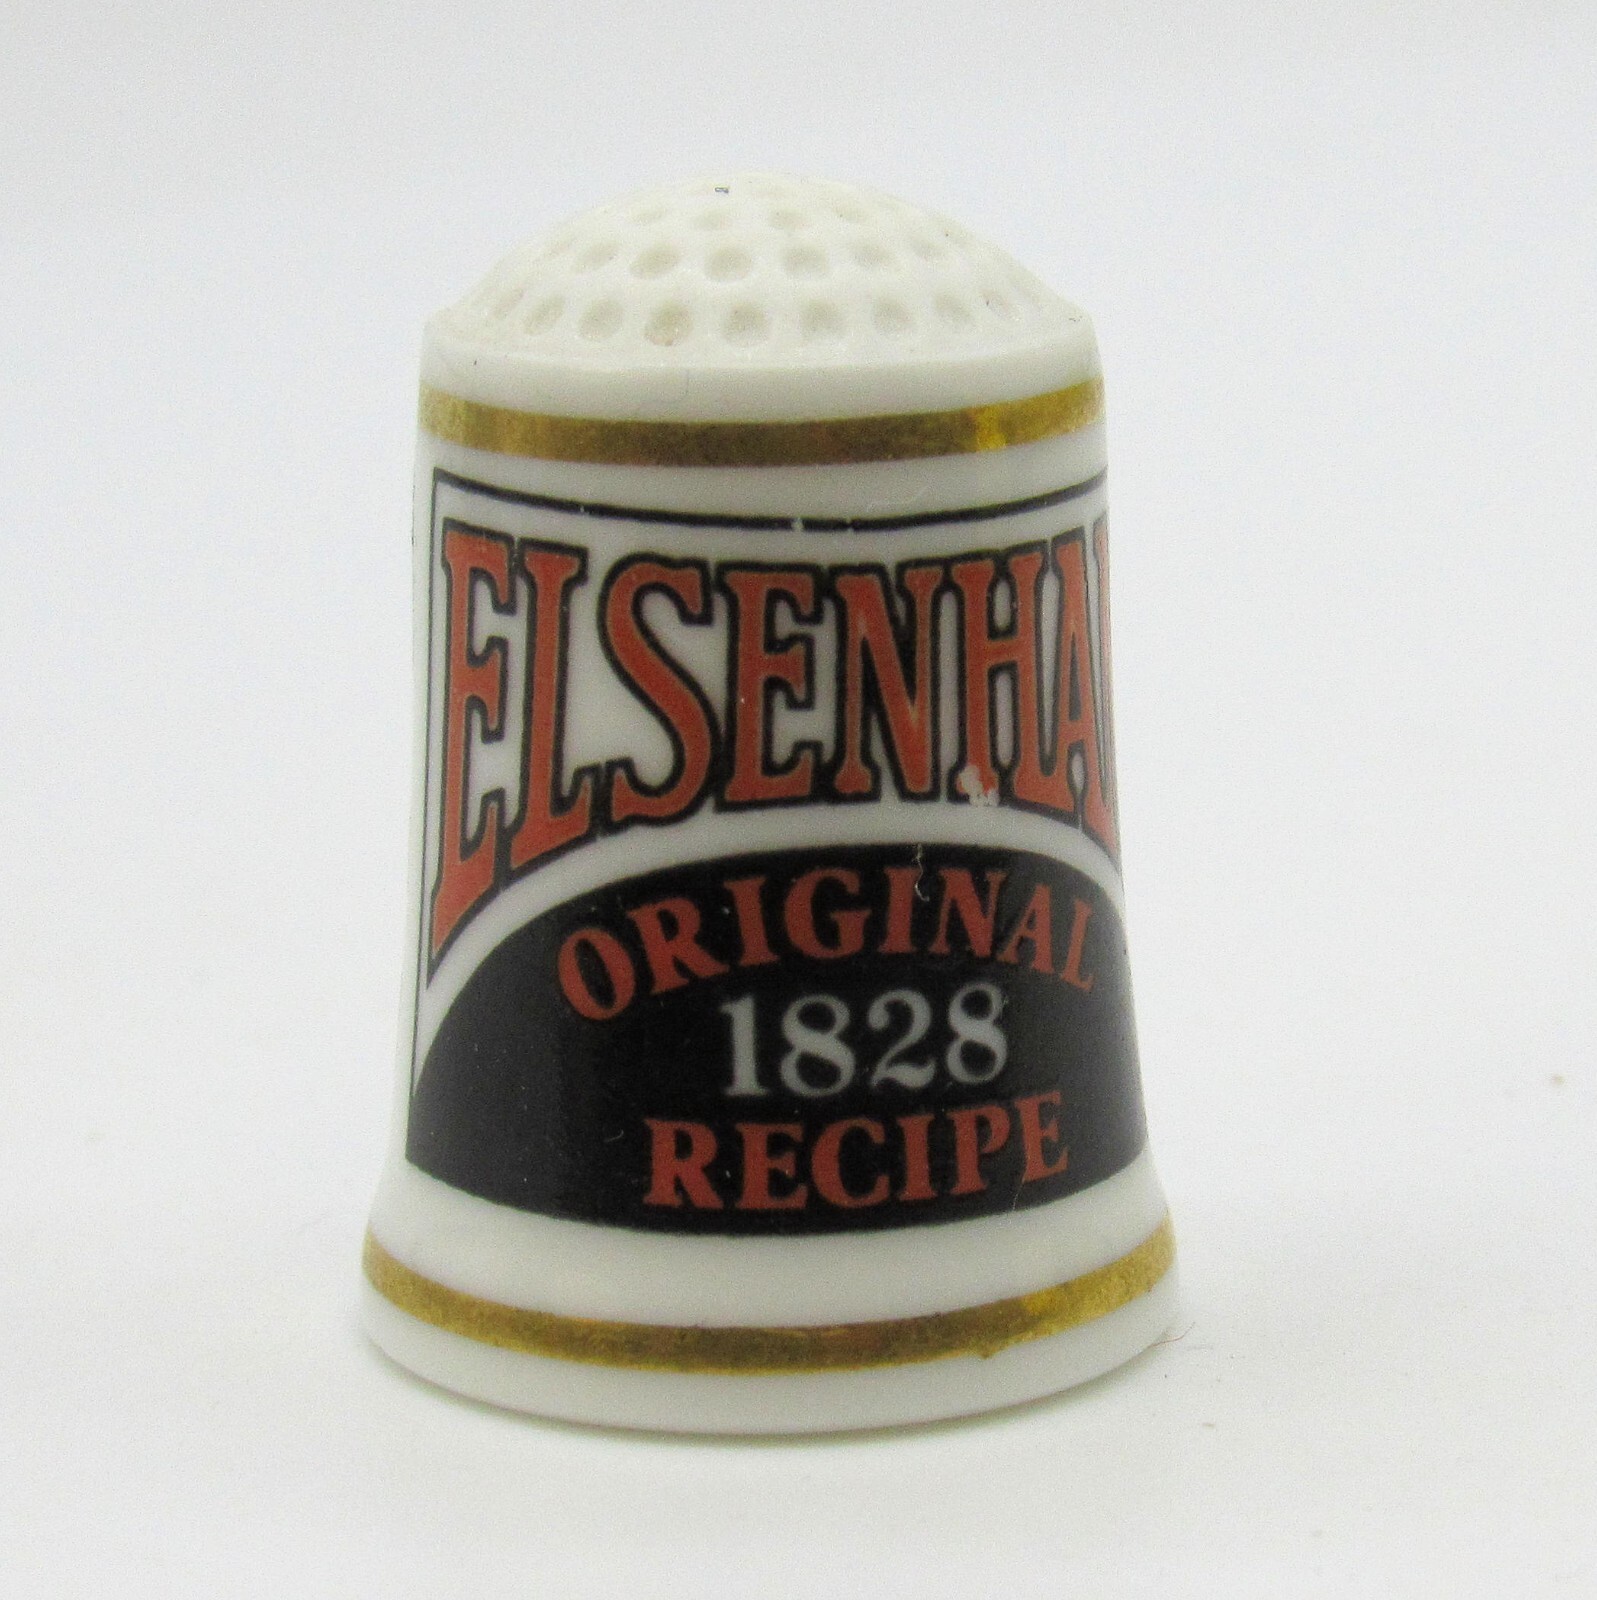 ELSENHA
ORIGINAL
1828
RECIPE